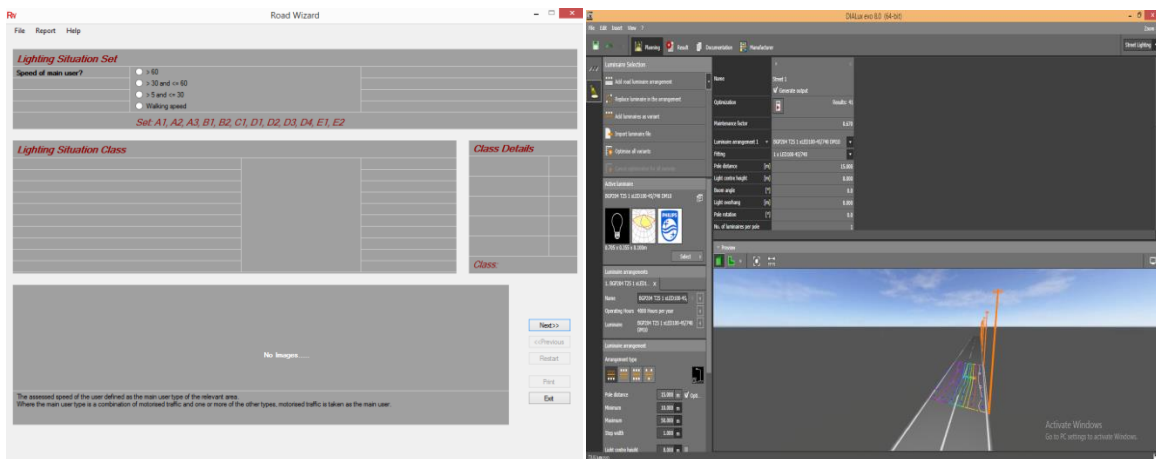 Road Wizard
File Report Help
Lighting Situation Set
Speed of main user?
> 60
> 30 and <= 60
> 5 and <= 30
Walking speed
Set: A1, A2, A3, B1, B2, C1, D1, D2, D3, D4, E1, E2
Lighting Situation Class
Class Details
Class:
No Images.....
Next>>
<<Previous
Restart
Print
Exit
The assessed speed of the user defined as the main user type of the relevant area.
Where the main user type is a combination of motorised traffic and one or more of the other types, motorised traffic is taken as the main user.
DIALux evo 8.0 (64-bit)
File Edit Insert View ?
Planning Result Documentation Manufacturer
Street Lighting
Luminaire Selection
Add road luminaire arrangement
Replace luminaire in the arrangement
Add luminaires as variant
Import luminaire file
Optimise all variants
Active luminaire
PHILIPS
Select
Luminaire arrangements
Name
Operating hours 4000 Hours per year
Luminaire
Luminaire arrangement
Arrangement type
Pole distance 15.000 m
Minimum 10.000 m
Maximum 50.000 m
Step width 1.000 m
Light centre height 8.000 m
Name Street 1
Generate output
Optimization
Maintenance factor 0.670
Luminaire arrangement 1
Fitting
Pole distance [m] 15.000
Light centre height [m] 8.000
Boom angle [°] 0.0
Light overhang [m] 0.000
Pole rotation [°] 0.0
No. of luminaires per pole 1
Preview
Activate Windows
Go to PC settings to activate Windows.